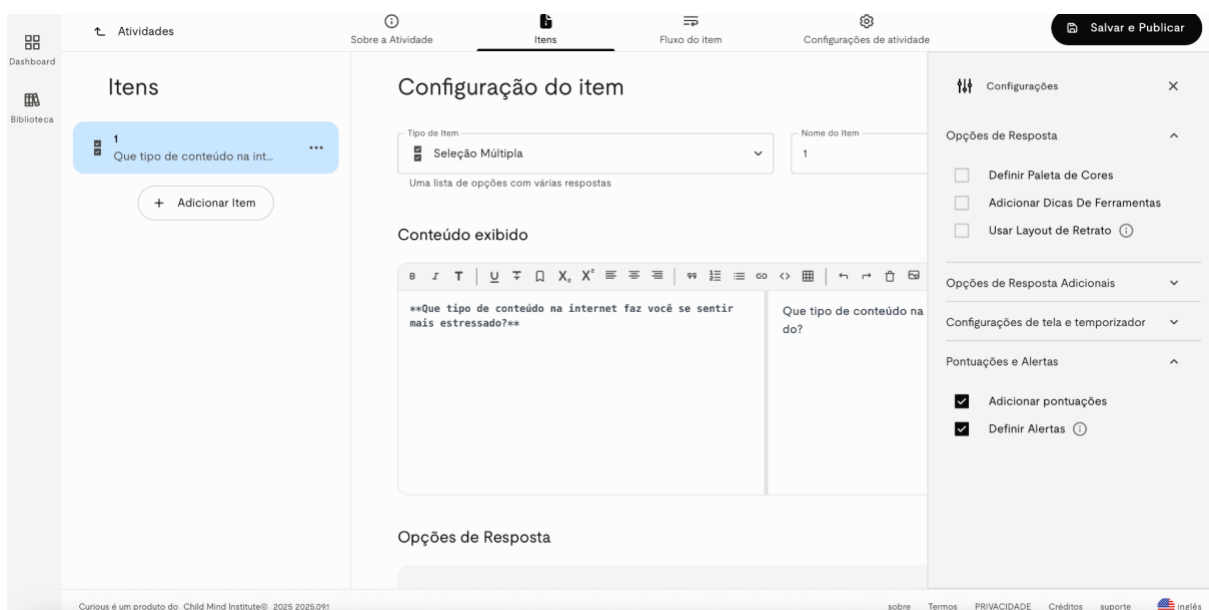 Dashboard
Biblioteca
Atividades
Sobre a Atividade
Itens
Fluxo do item
Configurações de atividade
Salvar e Publicar
Itens
1
Que tipo de conteúdo na int...
Adicionar Item
Configuração do item
Tipo de Item
Seleção Múltipla
Uma lista de opções com várias respostas
Nome do Item
1
Conteúdo exibido
**Que tipo de conteúdo na internet faz você se sentir
mais estressado?**
Que tipo de conteúdo na
do?
Opções de Resposta
Configurações
Opções de Resposta
Definir Paleta de Cores
Adicionar Dicas De Ferramentas
Usar Layout de Retrato
Opções de Resposta Adicionais
Configurações de tela e temporizador
Pontuações e Alertas
Adicionar pontuações
Definir Alertas
Curious é um produto do Child Mind Institute© 2025 2025.09.1
sobre Termos PRIVACIDADE Créditos suporte inglês